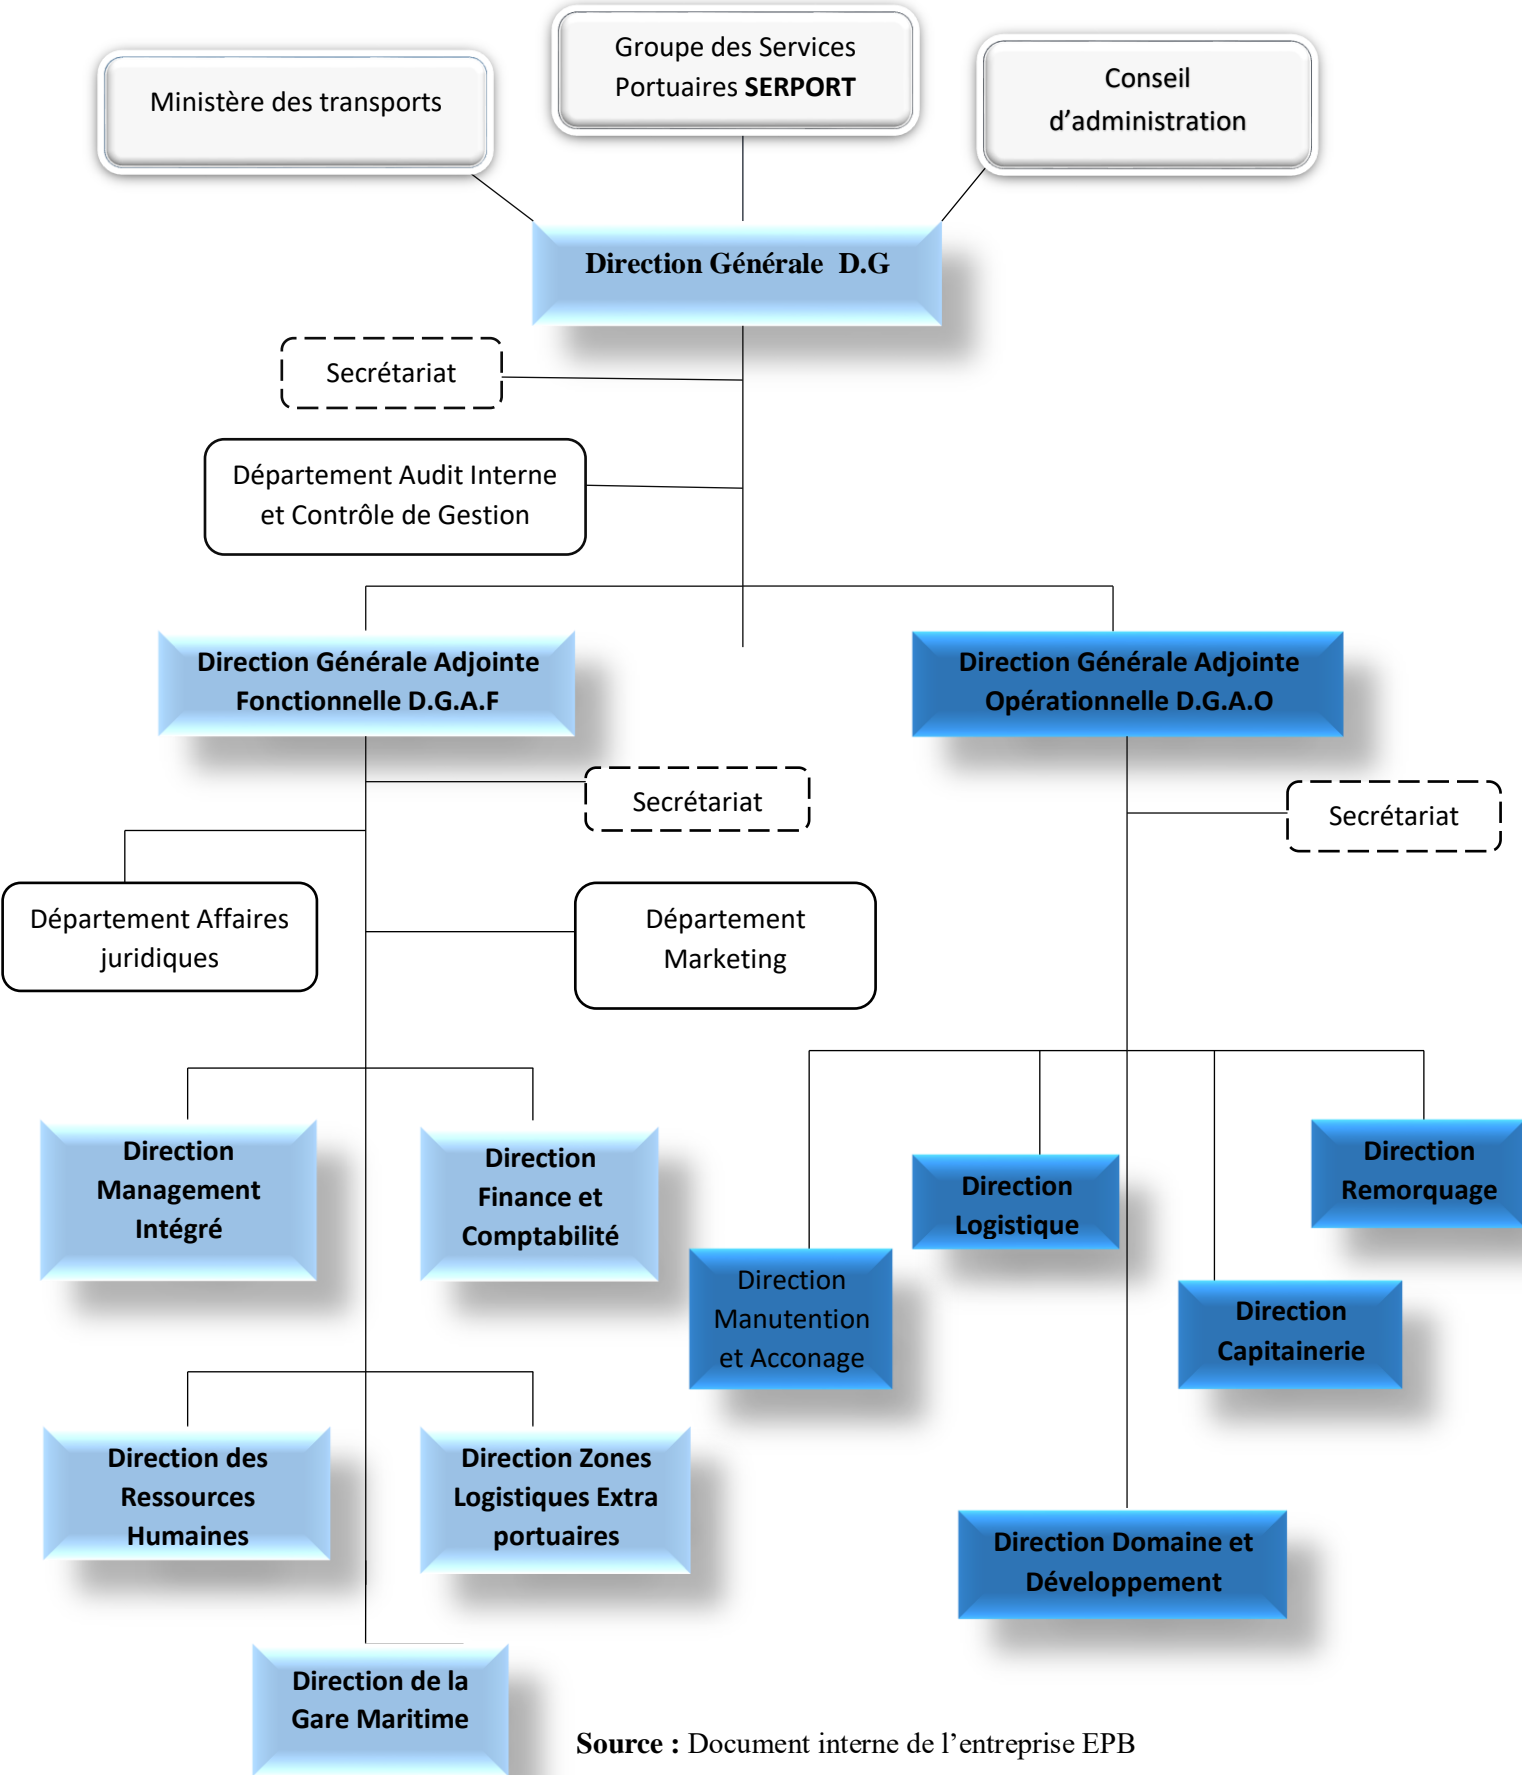 Ministère des transports
Groupe des Services
Portuaires SERPORT
Conseil
d’administration
Direction Générale D.G
Secrétariat
Département Audit Interne
et Contrôle de Gestion
Direction Générale Adjointe
Fonctionnelle D.G.A.F
Direction Générale Adjointe
Opérationnelle D.G.A.O
Secrétariat
Secrétariat
Département Affaires
juridiques
Département
Marketing
Direction
Management
Intégré
Direction
Finance et
Comptabilité
Direction
Manutention
et Acconage
Direction
Logistique
Direction
Capitainerie
Direction
Remorquage
Direction des
Ressources
Humaines
Direction Zones
Logistiques Extra
portuaires
Direction Domaine et
Développement
Direction de la
Gare Maritime
Source : Document interne de l’entreprise EPB